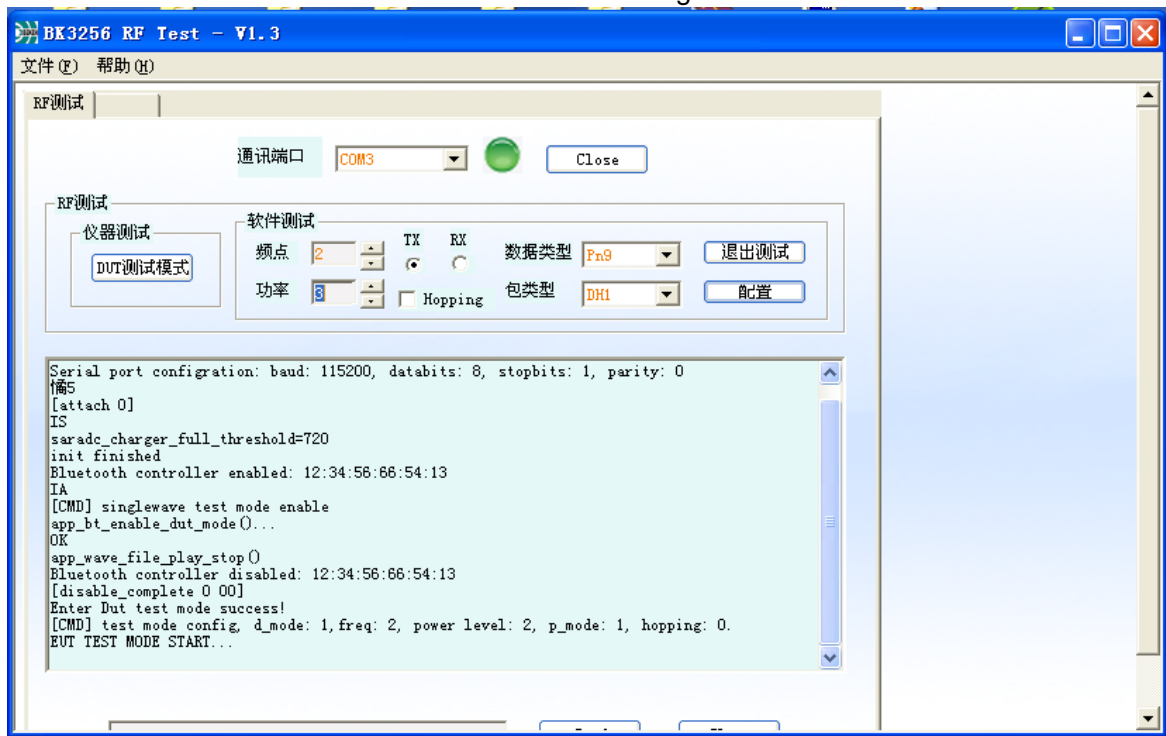 BK3256 RF Test - V1.3
文件(F) 帮助(H)
RF测试
通讯端口 COM3 Close
RF测试
仪器测试
DUT测试模式
软件测试
频点 2 TX RX 数据类型 Pn9 退出测试
功率 3 Hopping 包类型 DH1 配置
Serial port configration: baud: 115200, databits: 8, stopbits: 1, parity: 0
[attach 0]
IS
saradc_charger_full_threshold=720
init finished
Bluetooth controller enabled: 12:34:56:66:54:13
IA
[CMD] singlewave test mode enable
app_bt_enable_dut_mode()...
OK
app_wave_file_play_stop()
Bluetooth controller disabled: 12:34:56:66:54:13
[disable_complete 0 00]
Enter Dut test mode success!
[CMD] test mode config, d_mode: 1,freq: 2, power level: 2, p_mode: 1, hopping: 0.
EUT TEST MODE START...